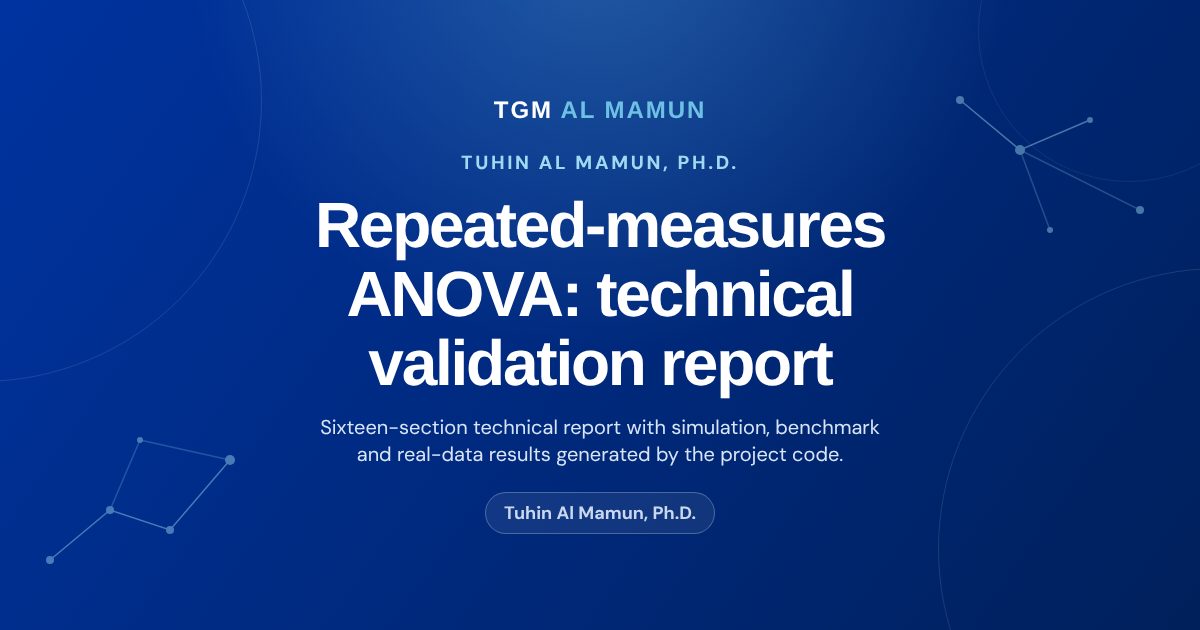 TGM AL MAMUN
TUHIN AL MAMUN, PH.D.
Repeated-measures
ANOVA: technical
validation report
Sixteen-section technical report with simulation, benchmark
and real-data results generated by the project code.
Tuhin Al Mamun, Ph.D.